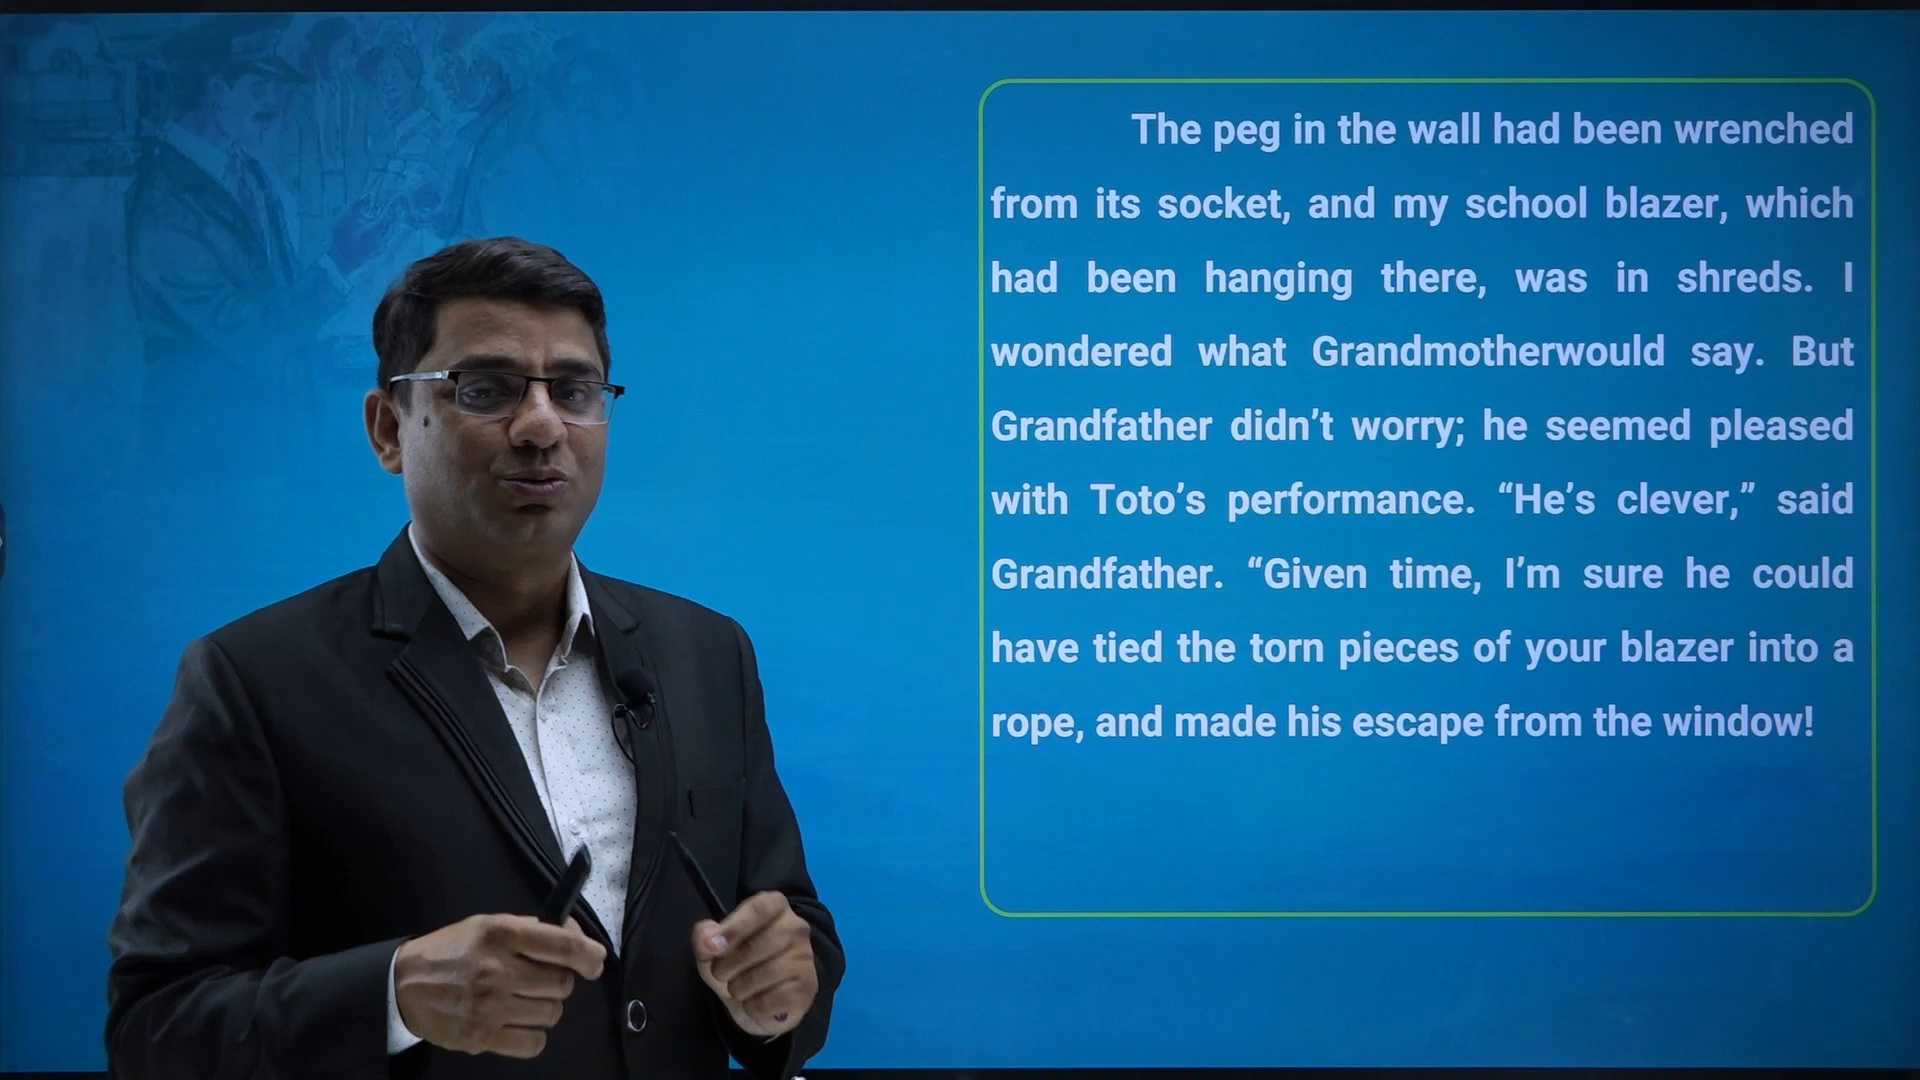 The peg in the wall had been wrenched
from its socket, and my school blazer, which
had been hanging there, was in shreds. I
wondered what Grandmotherwould say. But
Grandfather didn’t worry; he seemed pleased
with Toto’s performance. “He’s clever,” said
Grandfather. “Given time, I’m sure he could
have tied the torn pieces of your blazer into a
rope, and made his escape from the window!